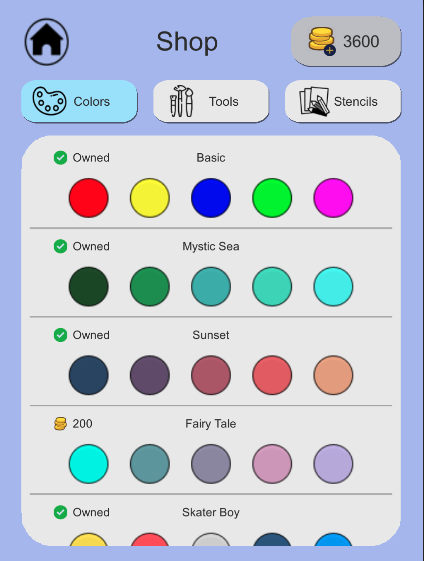 Shop
3600
Colors
Tools
Stencils
Owned Basic
Owned Mystic Sea
Owned Sunset
200 Fairy Tale
Owned Skater Boy